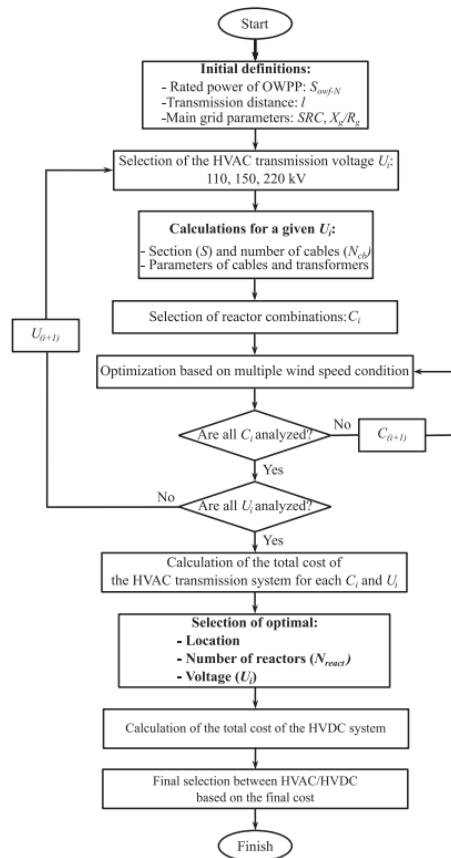 Start
Initial definitions:
- Rated power of OWPP: S_owf-N
- Transmission distance: l
- Main grid parameters: SRC, X_g/R_g
Selection of the HVAC transmission voltage U_i:
110, 150, 220 kV
Calculations for a given U_i:
- Section (S) and number of cables (N_cb)
- Parameters of cables and transformers
Selection of reactor combinations: C_i
U_(i+1)
Optimization based on multiple wind speed condition
Are all C_i analyzed?
No
C_(i+1)
Yes
No
Are all U_i analyzed?
Yes
Calculation of the total cost of
the HVAC transmission system for each C_i and U_i
Selection of optimal:
- Location
- Number of reactors (N_react)
- Voltage (U_i)
Calculation of the total cost of the HVDC system
Final selection between HVAC/HVDC
based on the final cost
Finish